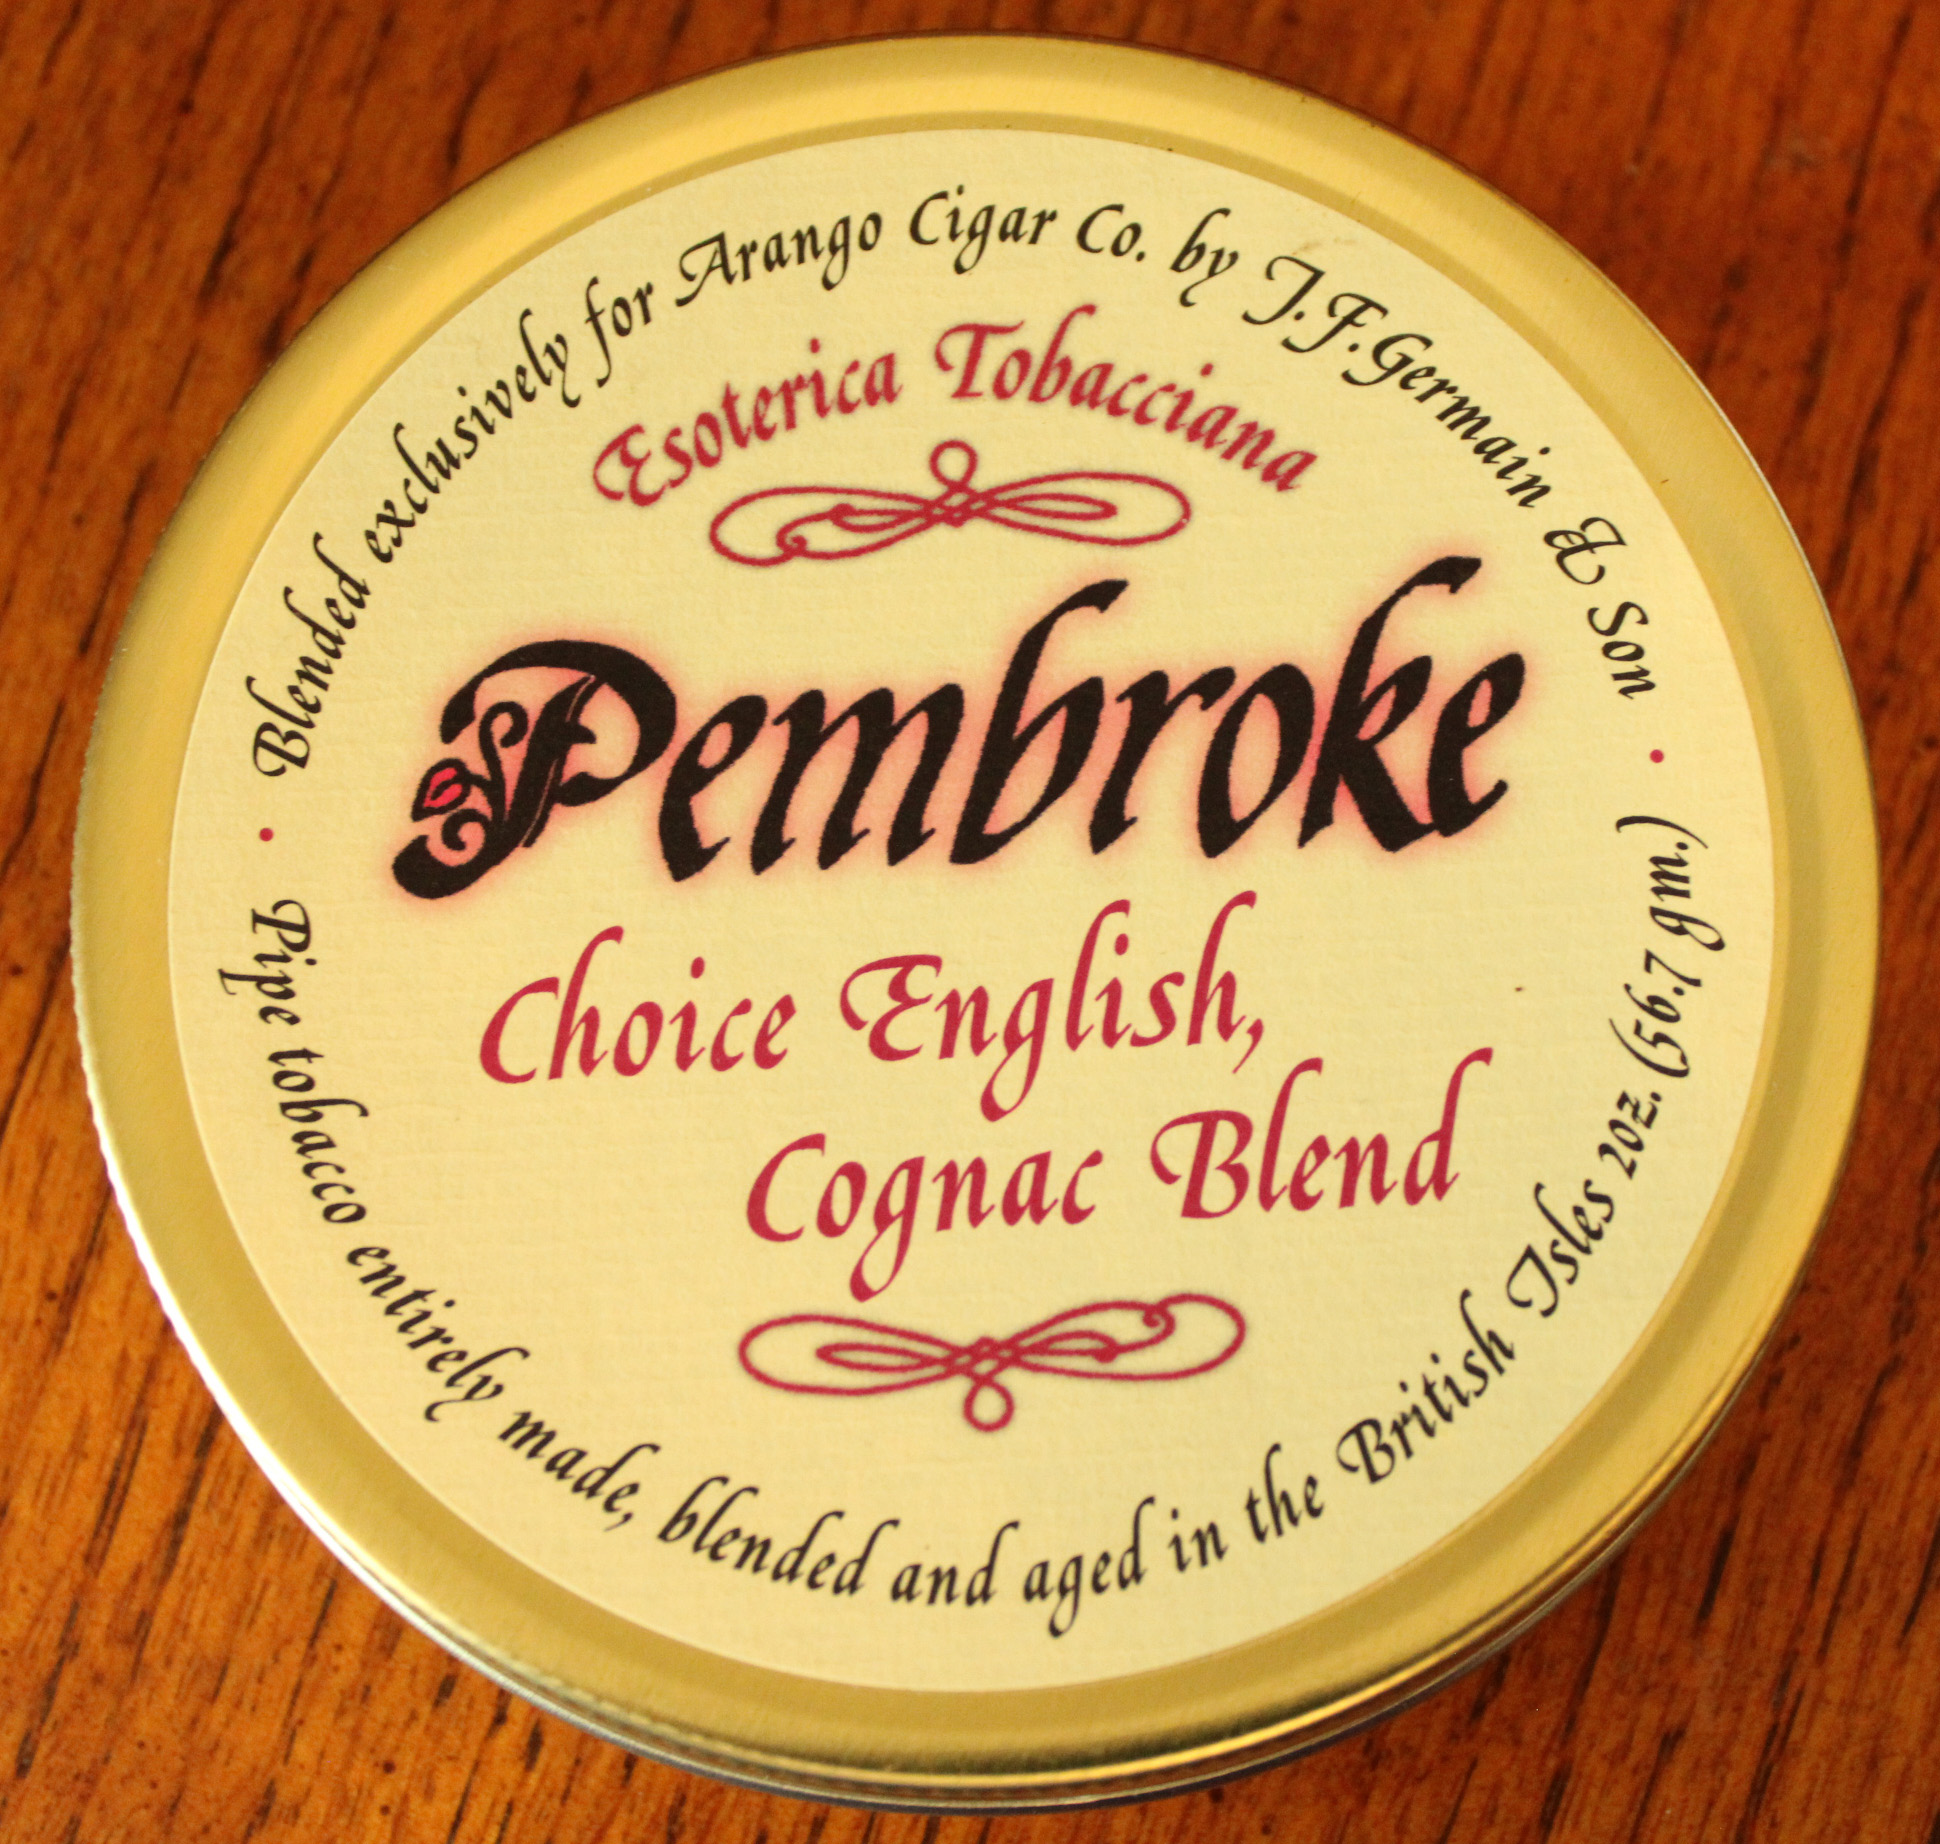 Blended exclusively for Arango Cigar Co. by J.F.Germain & Son
Esoterica Tobacciana
Pembroke
Choice English,
Cognac Blend
Pipe tobacco entirely made, blended and aged in the British Isles 2oz. (56.7 gm.)